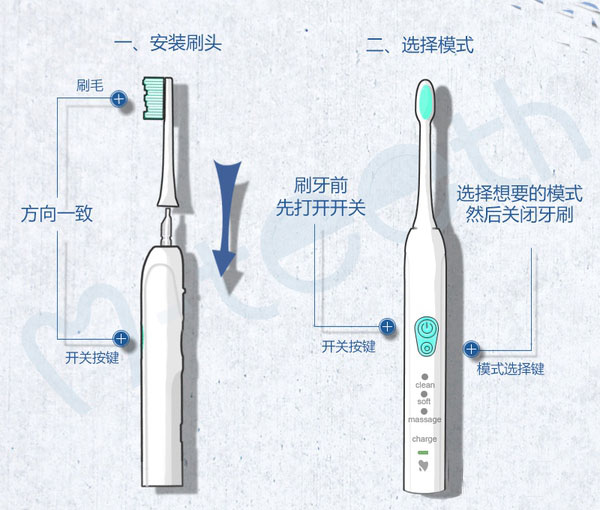 一、安装刷头
二、选择模式
刷毛
方向一致
开关按键
刷牙前
先打开开关
开关按键
选择想要的模式
然后关闭牙刷
模式选择键
clean
soft
massage
charge
m-teeth